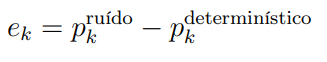 e_k = p_k^{ruído} − p_k^{determinístico}